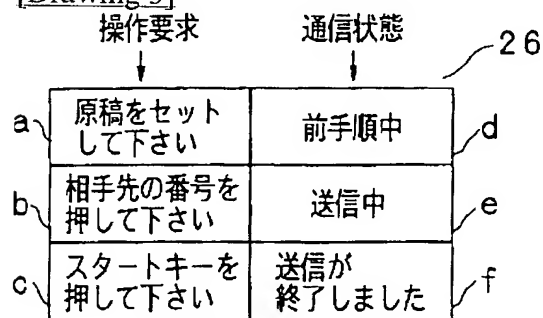 [Drawing 3]
操作要求 通信状態
26
a 原稿をセット
して下さい
前手順中 d
b 相手先の番号を
押して下さい
送信中 e
c スタートキーを
押して下さい
送信が
終了しました f